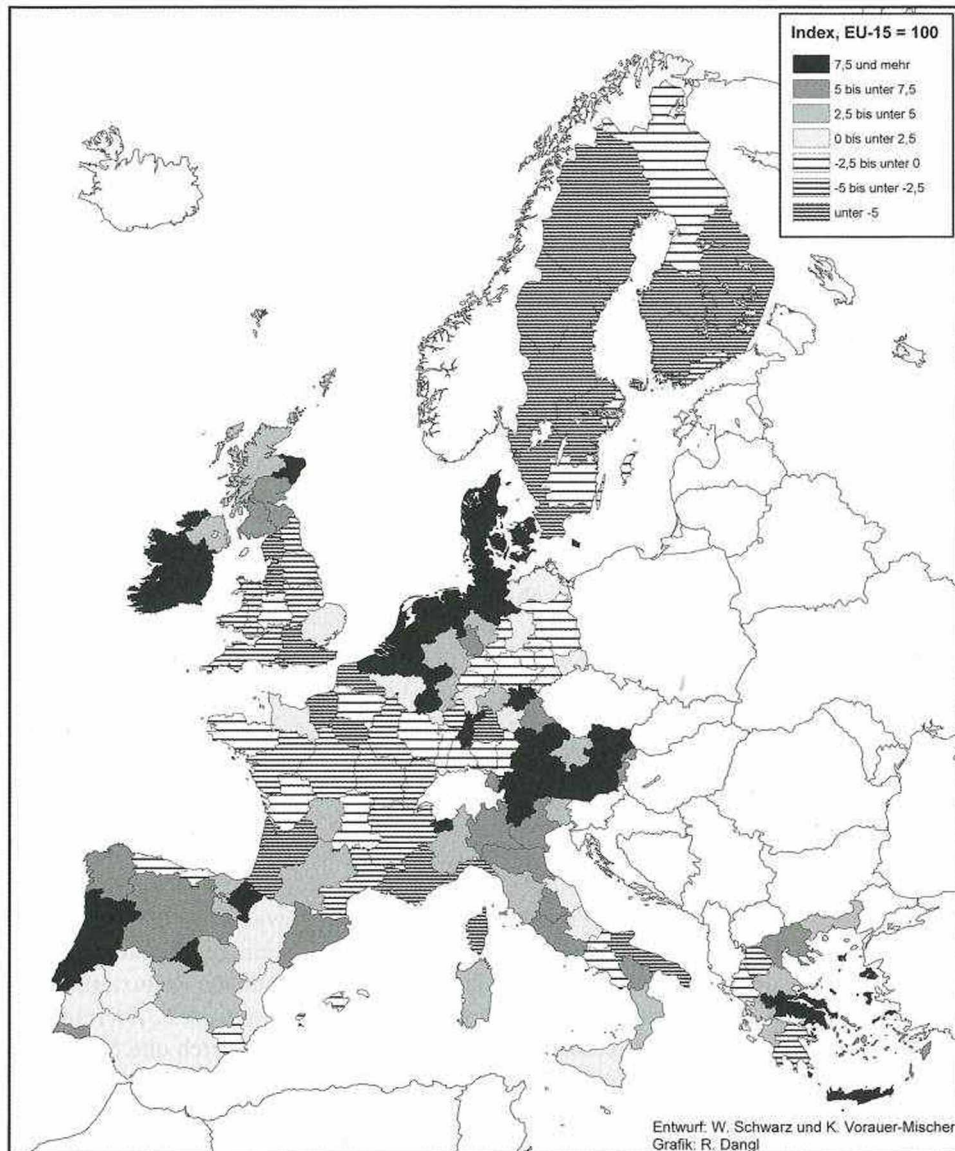 Index, EU-15 = 100
7,5 und mehr
5 bis unter 7,5
2,5 bis unter 5
0 bis unter 2,5
-2,5 bis unter 0
-5 bis unter -2,5
unter -5
Entwurf: W. Schwarz und K. Vorauer-Mischer
Grafik: R. Dangl